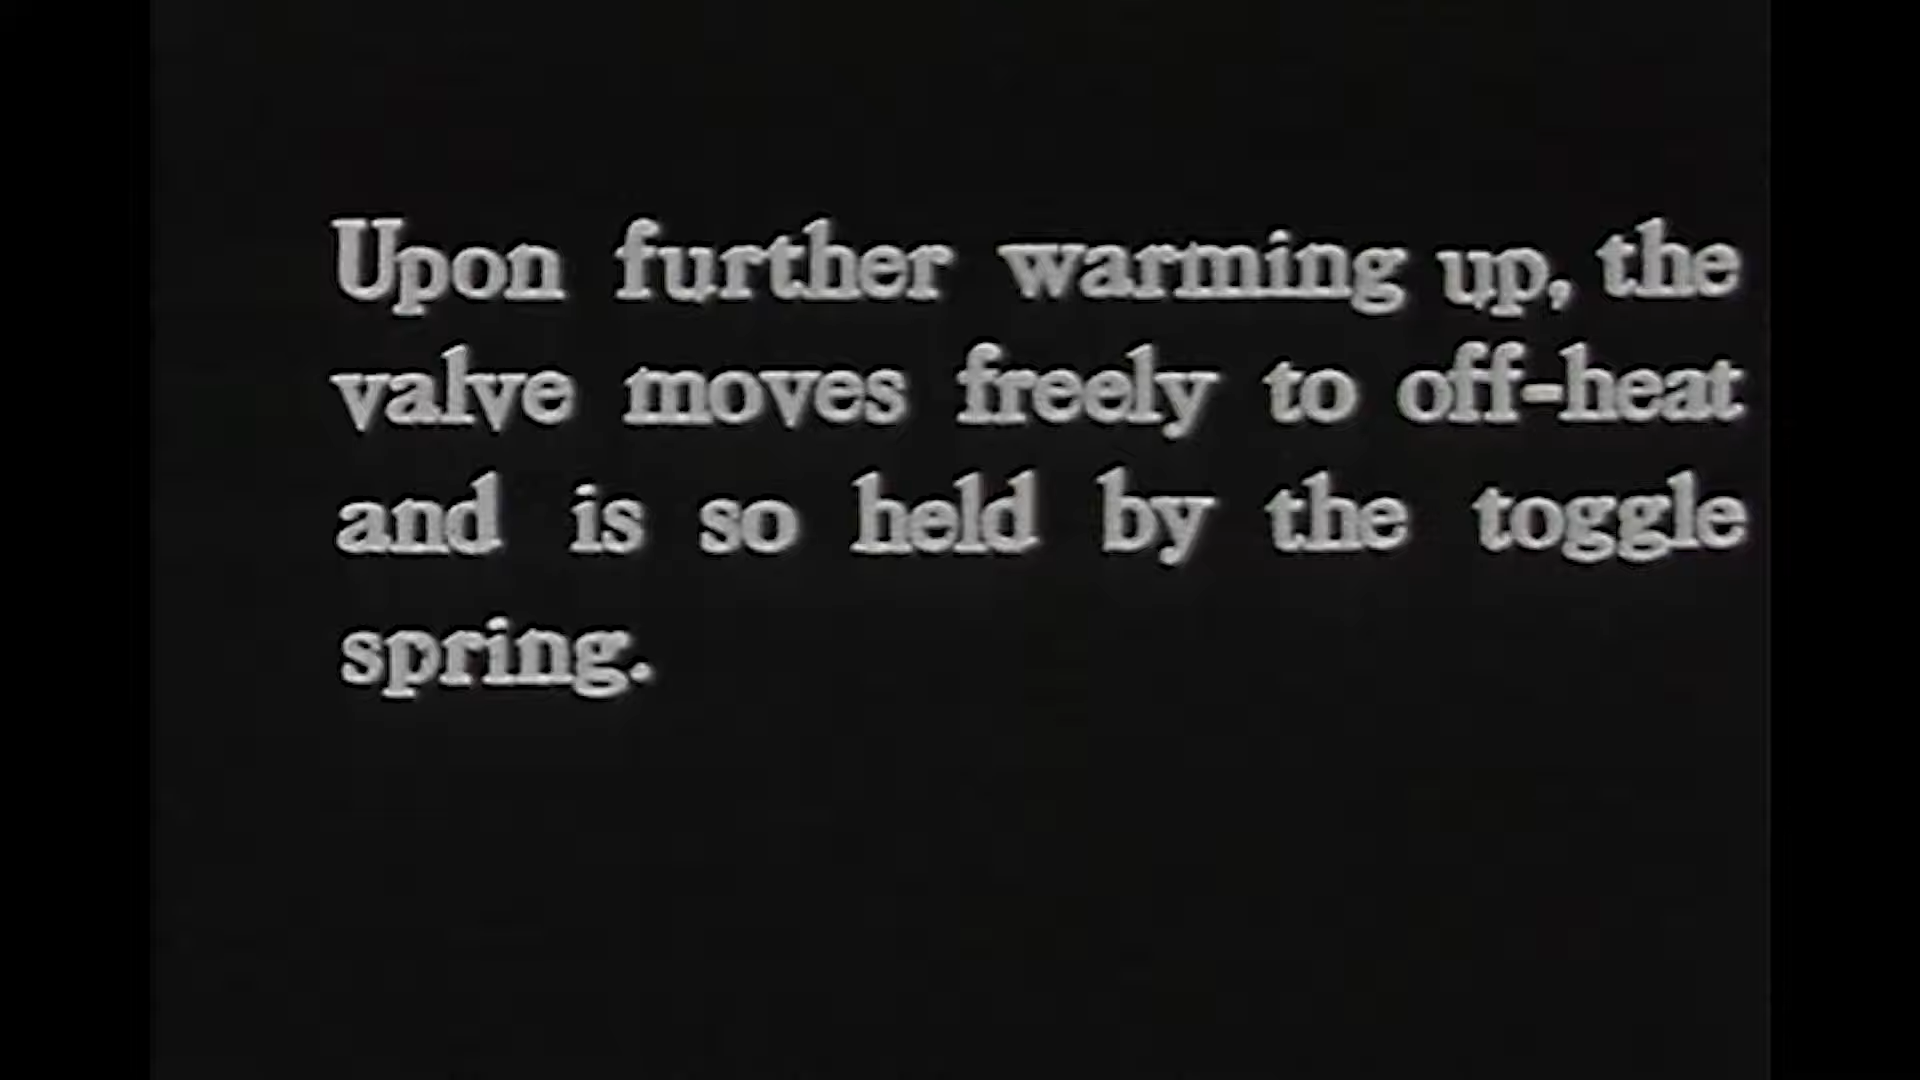 Upon further warming up, the
valve moves freely to off-heat
and is so held by the toggle
spring.